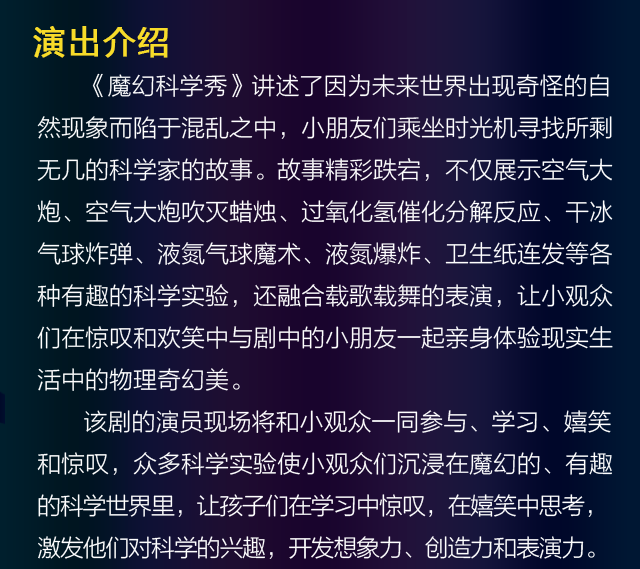 演出介绍
《魔幻科学秀》讲述了因为未来世界出现奇怪的自
然现象而陷于混乱之中，小朋友们乘坐时光机寻找所剩
无几的科学家的故事。故事精彩跌宕，不仅展示空气大
炮、空气大炮吹灭蜡烛、过氧化氢催化分解反应、干冰
气球炸弹、液氮气球魔术、液氮爆炸、卫生纸连发等各
种有趣的科学实验，还融合载歌载舞的表演，让小观众
们在惊叹和欢笑中与剧中的小朋友一起亲身体验现实生
活中的物理奇幻美。
该剧的演员现场将和小观众一同参与、学习、嬉笑
和惊叹，众多科学实验使小观众们沉浸在魔幻的、有趣
的科学世界里，让孩子们在学习中惊叹，在嬉笑中思考，
激发他们对科学的兴趣，开发想象力、创造力和表演力。